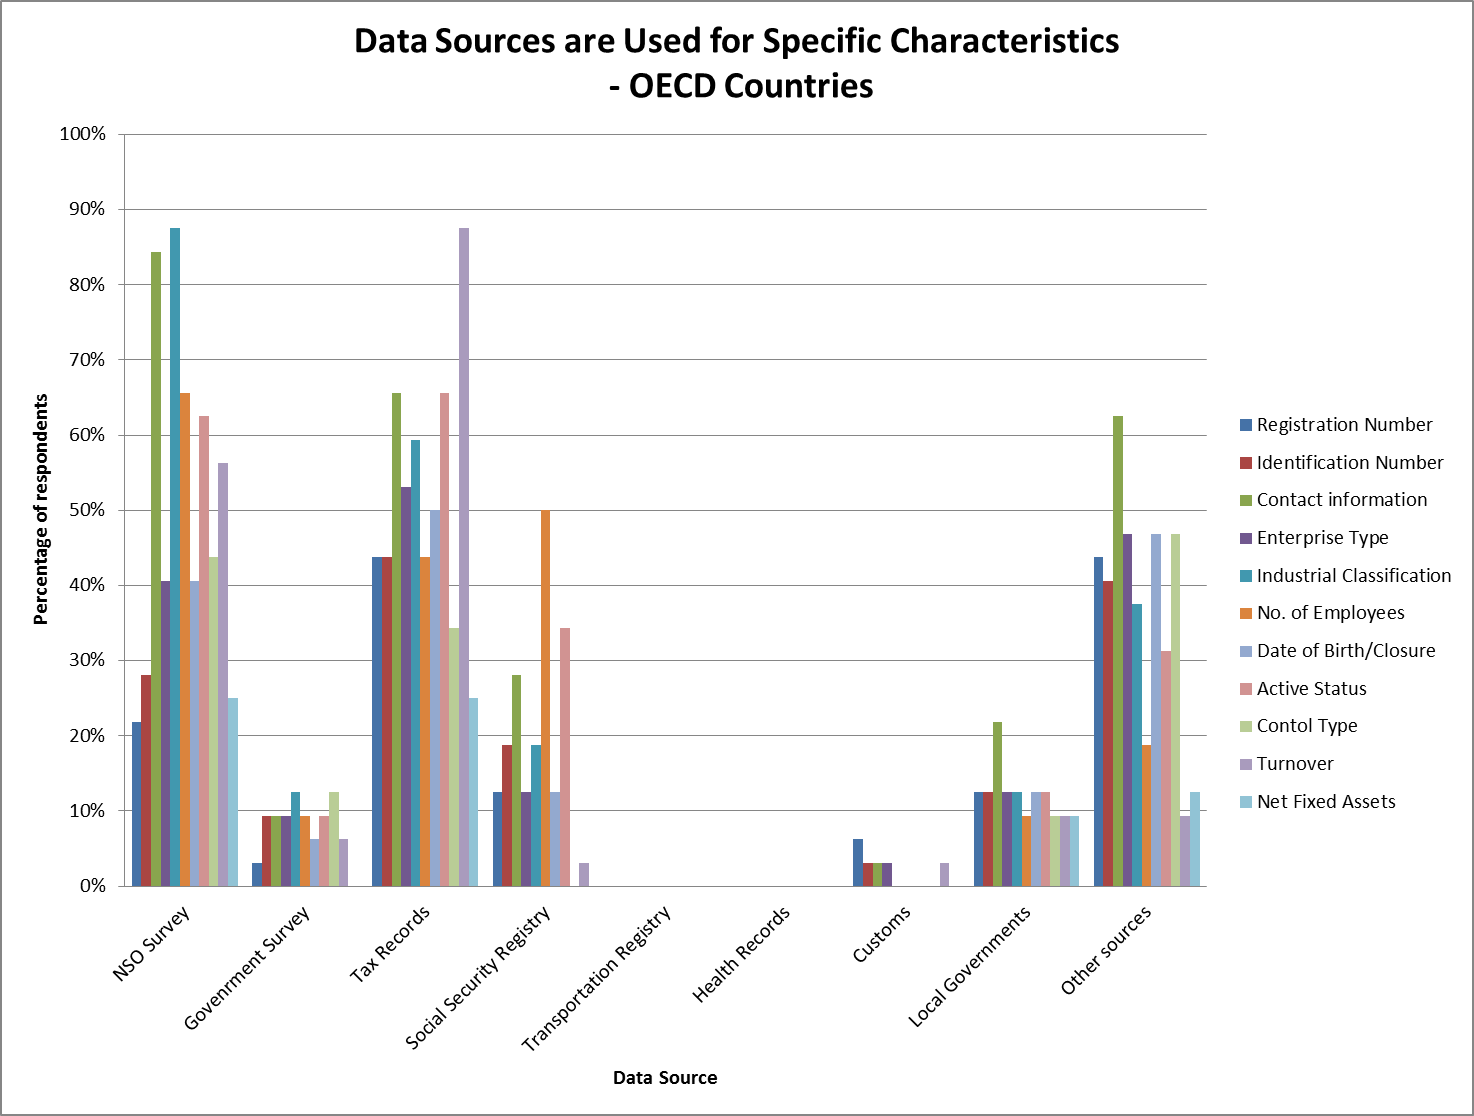 Data Sources are Used for Specific Characteristics
- OECD Countries
100%
90%
80%
70%
60%
50%
40%
30%
20%
10%
0%
Percentage of respondents
NSO Survey
Govenrment Survey
Tax Records
Social Security Registry
Transportation Registry
Health Records
Customs
Local Governments
Other sources
Data Source
Registration Number
Identification Number
Contact information
Enterprise Type
Industrial Classification
No. of Employees
Date of Birth/Closure
Active Status
Contol Type
Turnover
Net Fixed Assets